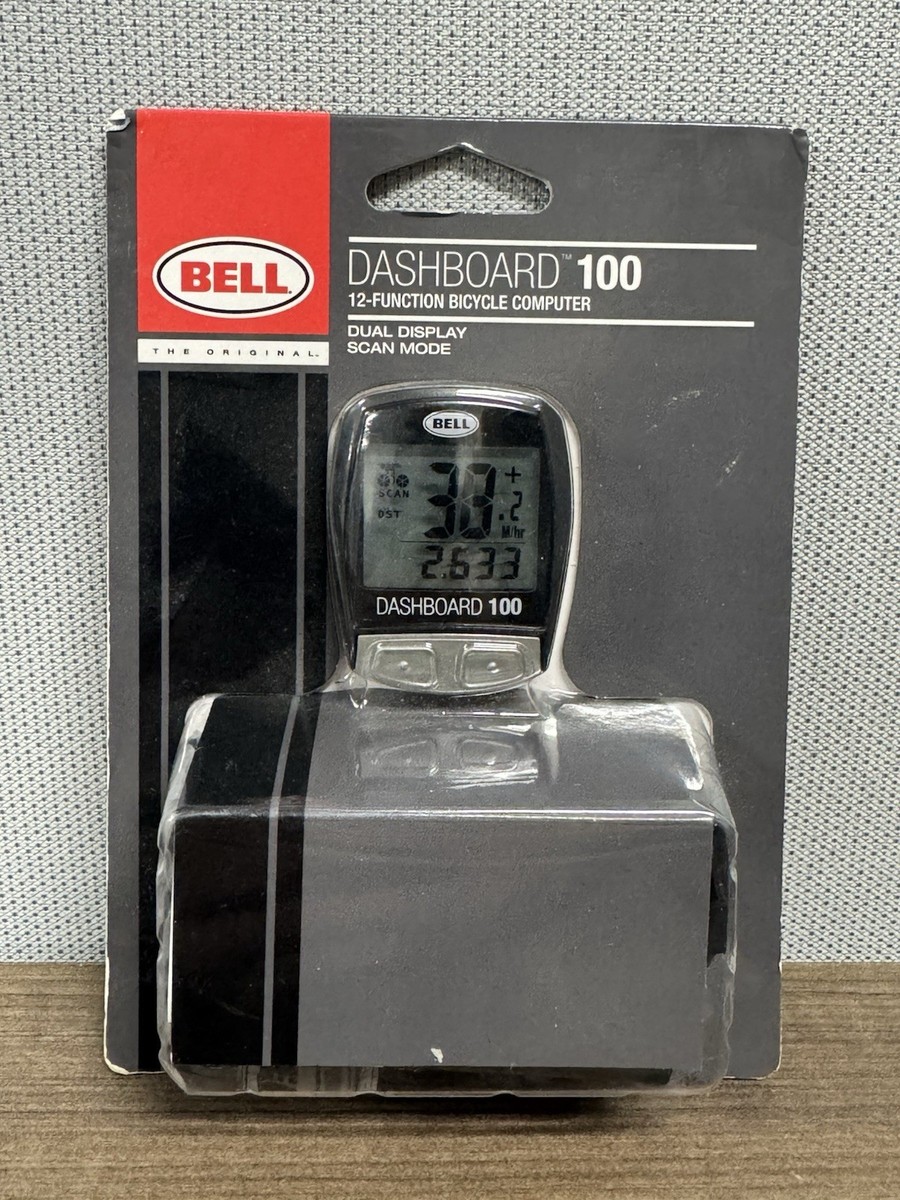 BELL
THE ORIGINAL.
DASHBOARD™ 100
12-FUNCTION BICYCLE COMPUTER
DUAL DISPLAY
SCAN MODE
BELL
SCAN
38.2 +
M/hr
DST
2.633
DASHBOARD 100